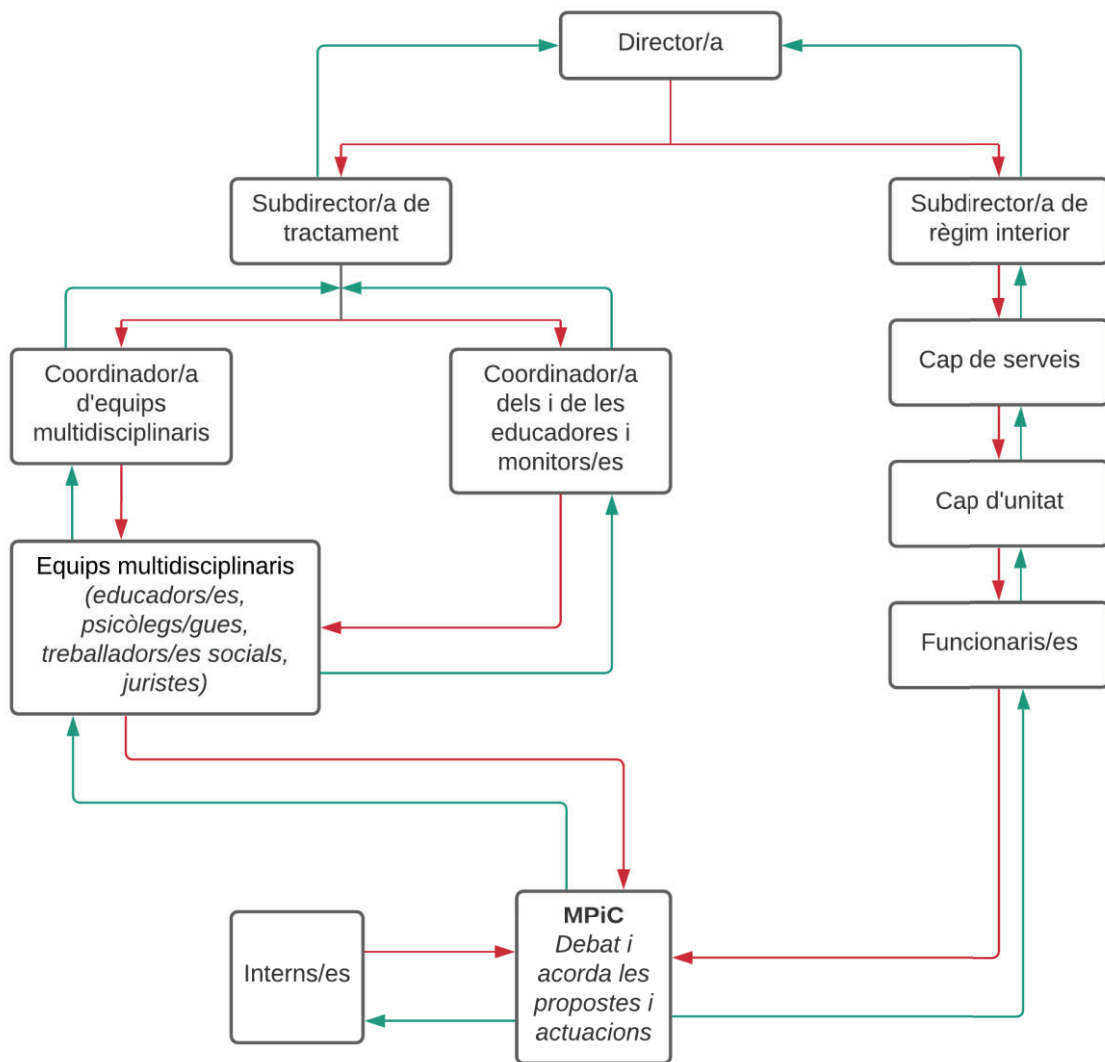 Director/a
Subdirector/a de
tractament
Subdirector/a de
règim interior
Coordinador/a
d'equips
multidisciplinaris
Coordinador/a
dels i de les
educadores i
monitors/es
Cap de serveis
Cap d'unitat
Equips multidisciplinaris
(educadors/es,
psicòlegs/gues,
treballadors/es socials,
juristes)
Funcionaris/es
Interns/es
MPiC
Debat i
acorda les
propostes i
actuacions